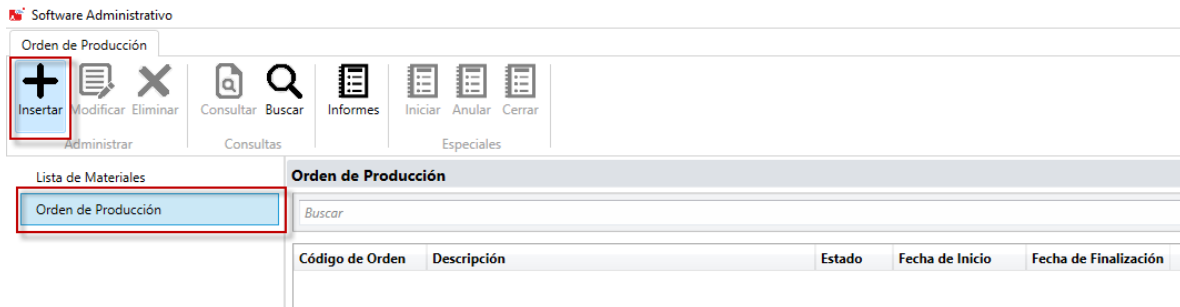 Software Administrativo
Orden de Producción
Insertar Modificar Eliminar Consultar Buscar Informes Iniciar Anular Cerrar
Administrar Consultas Especiales
Lista de Materiales
Orden de Producción
Orden de Producción
Buscar
Código de Orden Descripción Estado Fecha de Inicio Fecha de Finalización